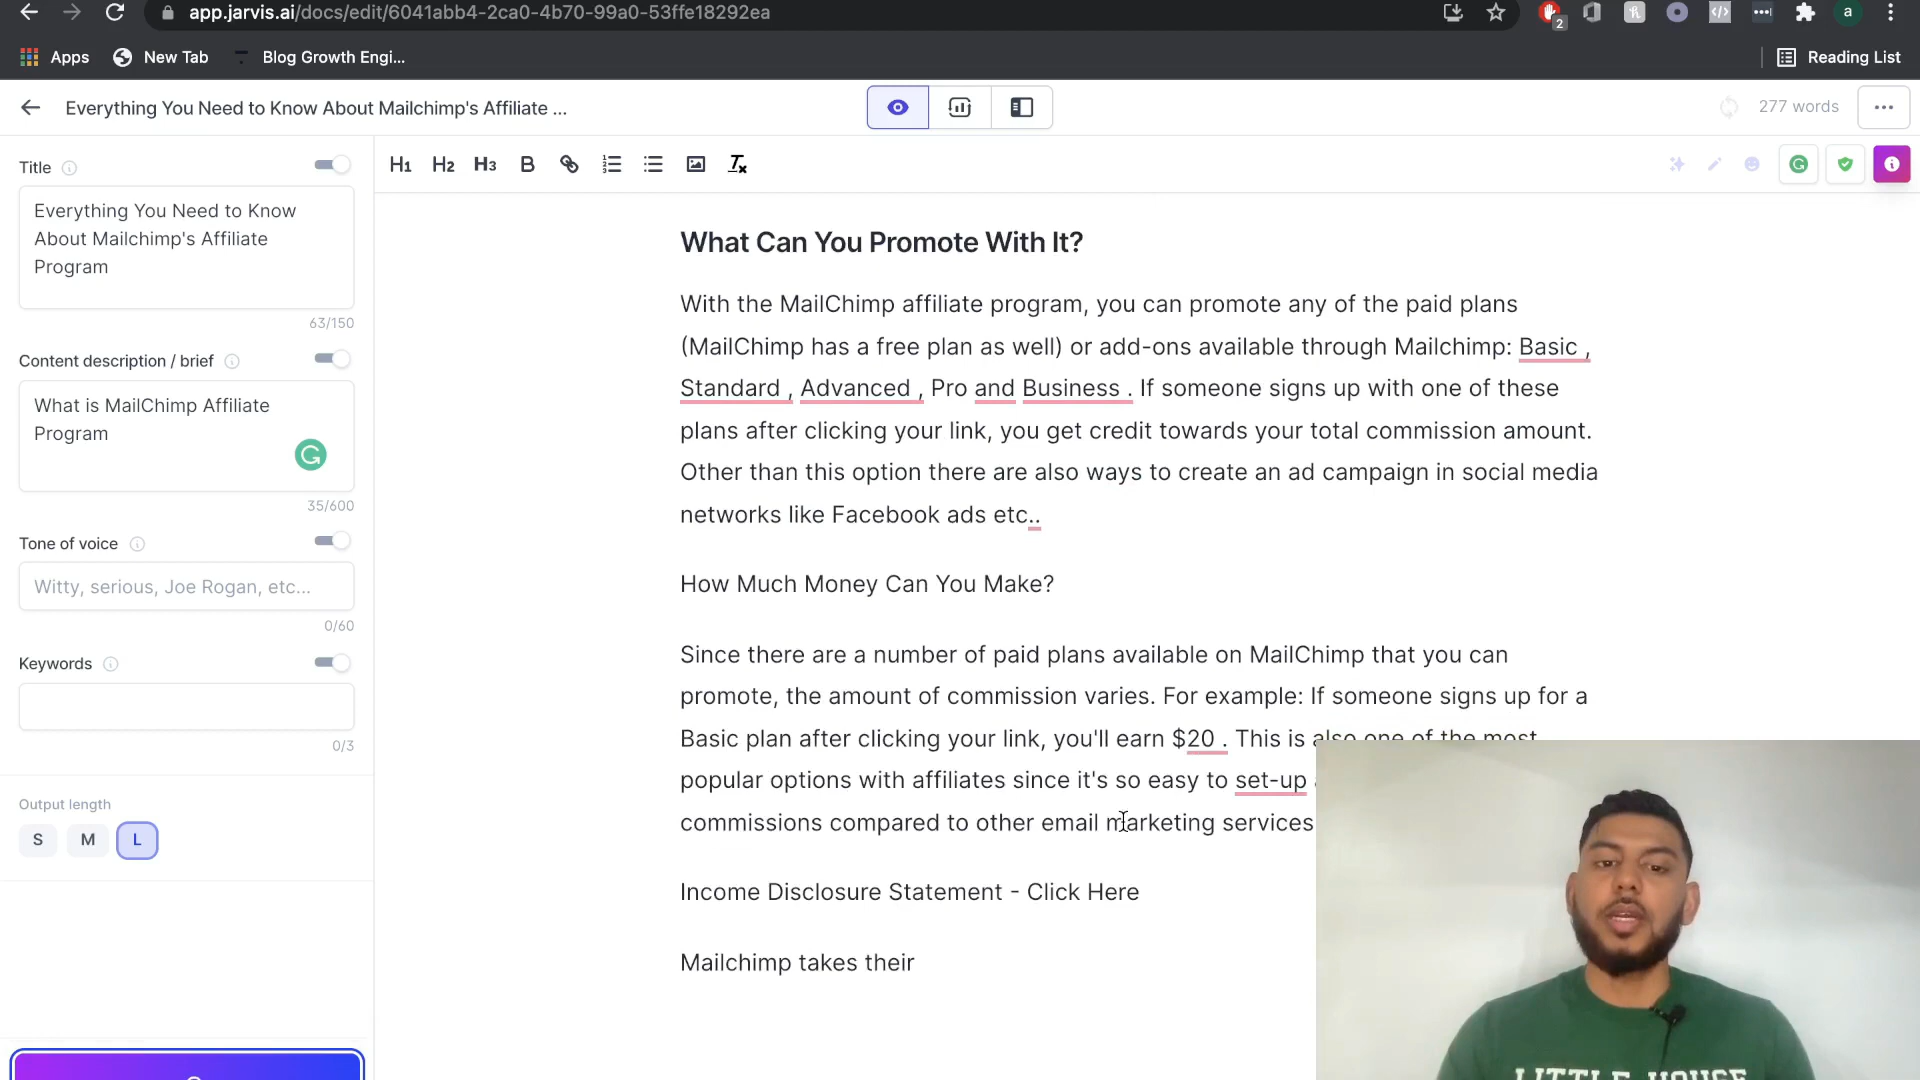 app.jarvis.ai/docs/edit/6041abb4-2ca0-4b70-99a0-53ffe18292ea
2
a
Apps
New Tab
Blog Growth Engi...
Reading List
Everything You Need to Know About Mailchimp's Affiliate ...
277 words
Title
Everything You Need to Know
About Mailchimp's Affiliate
Program
63/150
Content description / brief
What is MailChimp Affiliate
Program
35/600
Tone of voice
Witty, serious, Joe Rogan, etc...
0/60
Keywords
0/3
Output length
S M L
H1 H2 H3 B
What Can You Promote With It?
With the MailChimp affiliate program, you can promote any of the paid plans
(MailChimp has a free plan as well) or add-ons available through Mailchimp: Basic ,
Standard , Advanced , Pro and Business . If someone signs up with one of these
plans after clicking your link, you get credit towards your total commission amount.
Other than this option there are also ways to create an ad campaign in social media
networks like Facebook ads etc..
How Much Money Can You Make?
Since there are a number of paid plans available on MailChimp that you can
promote, the amount of commission varies. For example: If someone signs up for a
Basic plan after clicking your link, you'll earn $20 . This is also one of the most
popular options with affiliates since it's so easy to set-up
commissions compared to other email marketing services
Income Disclosure Statement - Click Here
Mailchimp takes their
LITTLE HOUSE